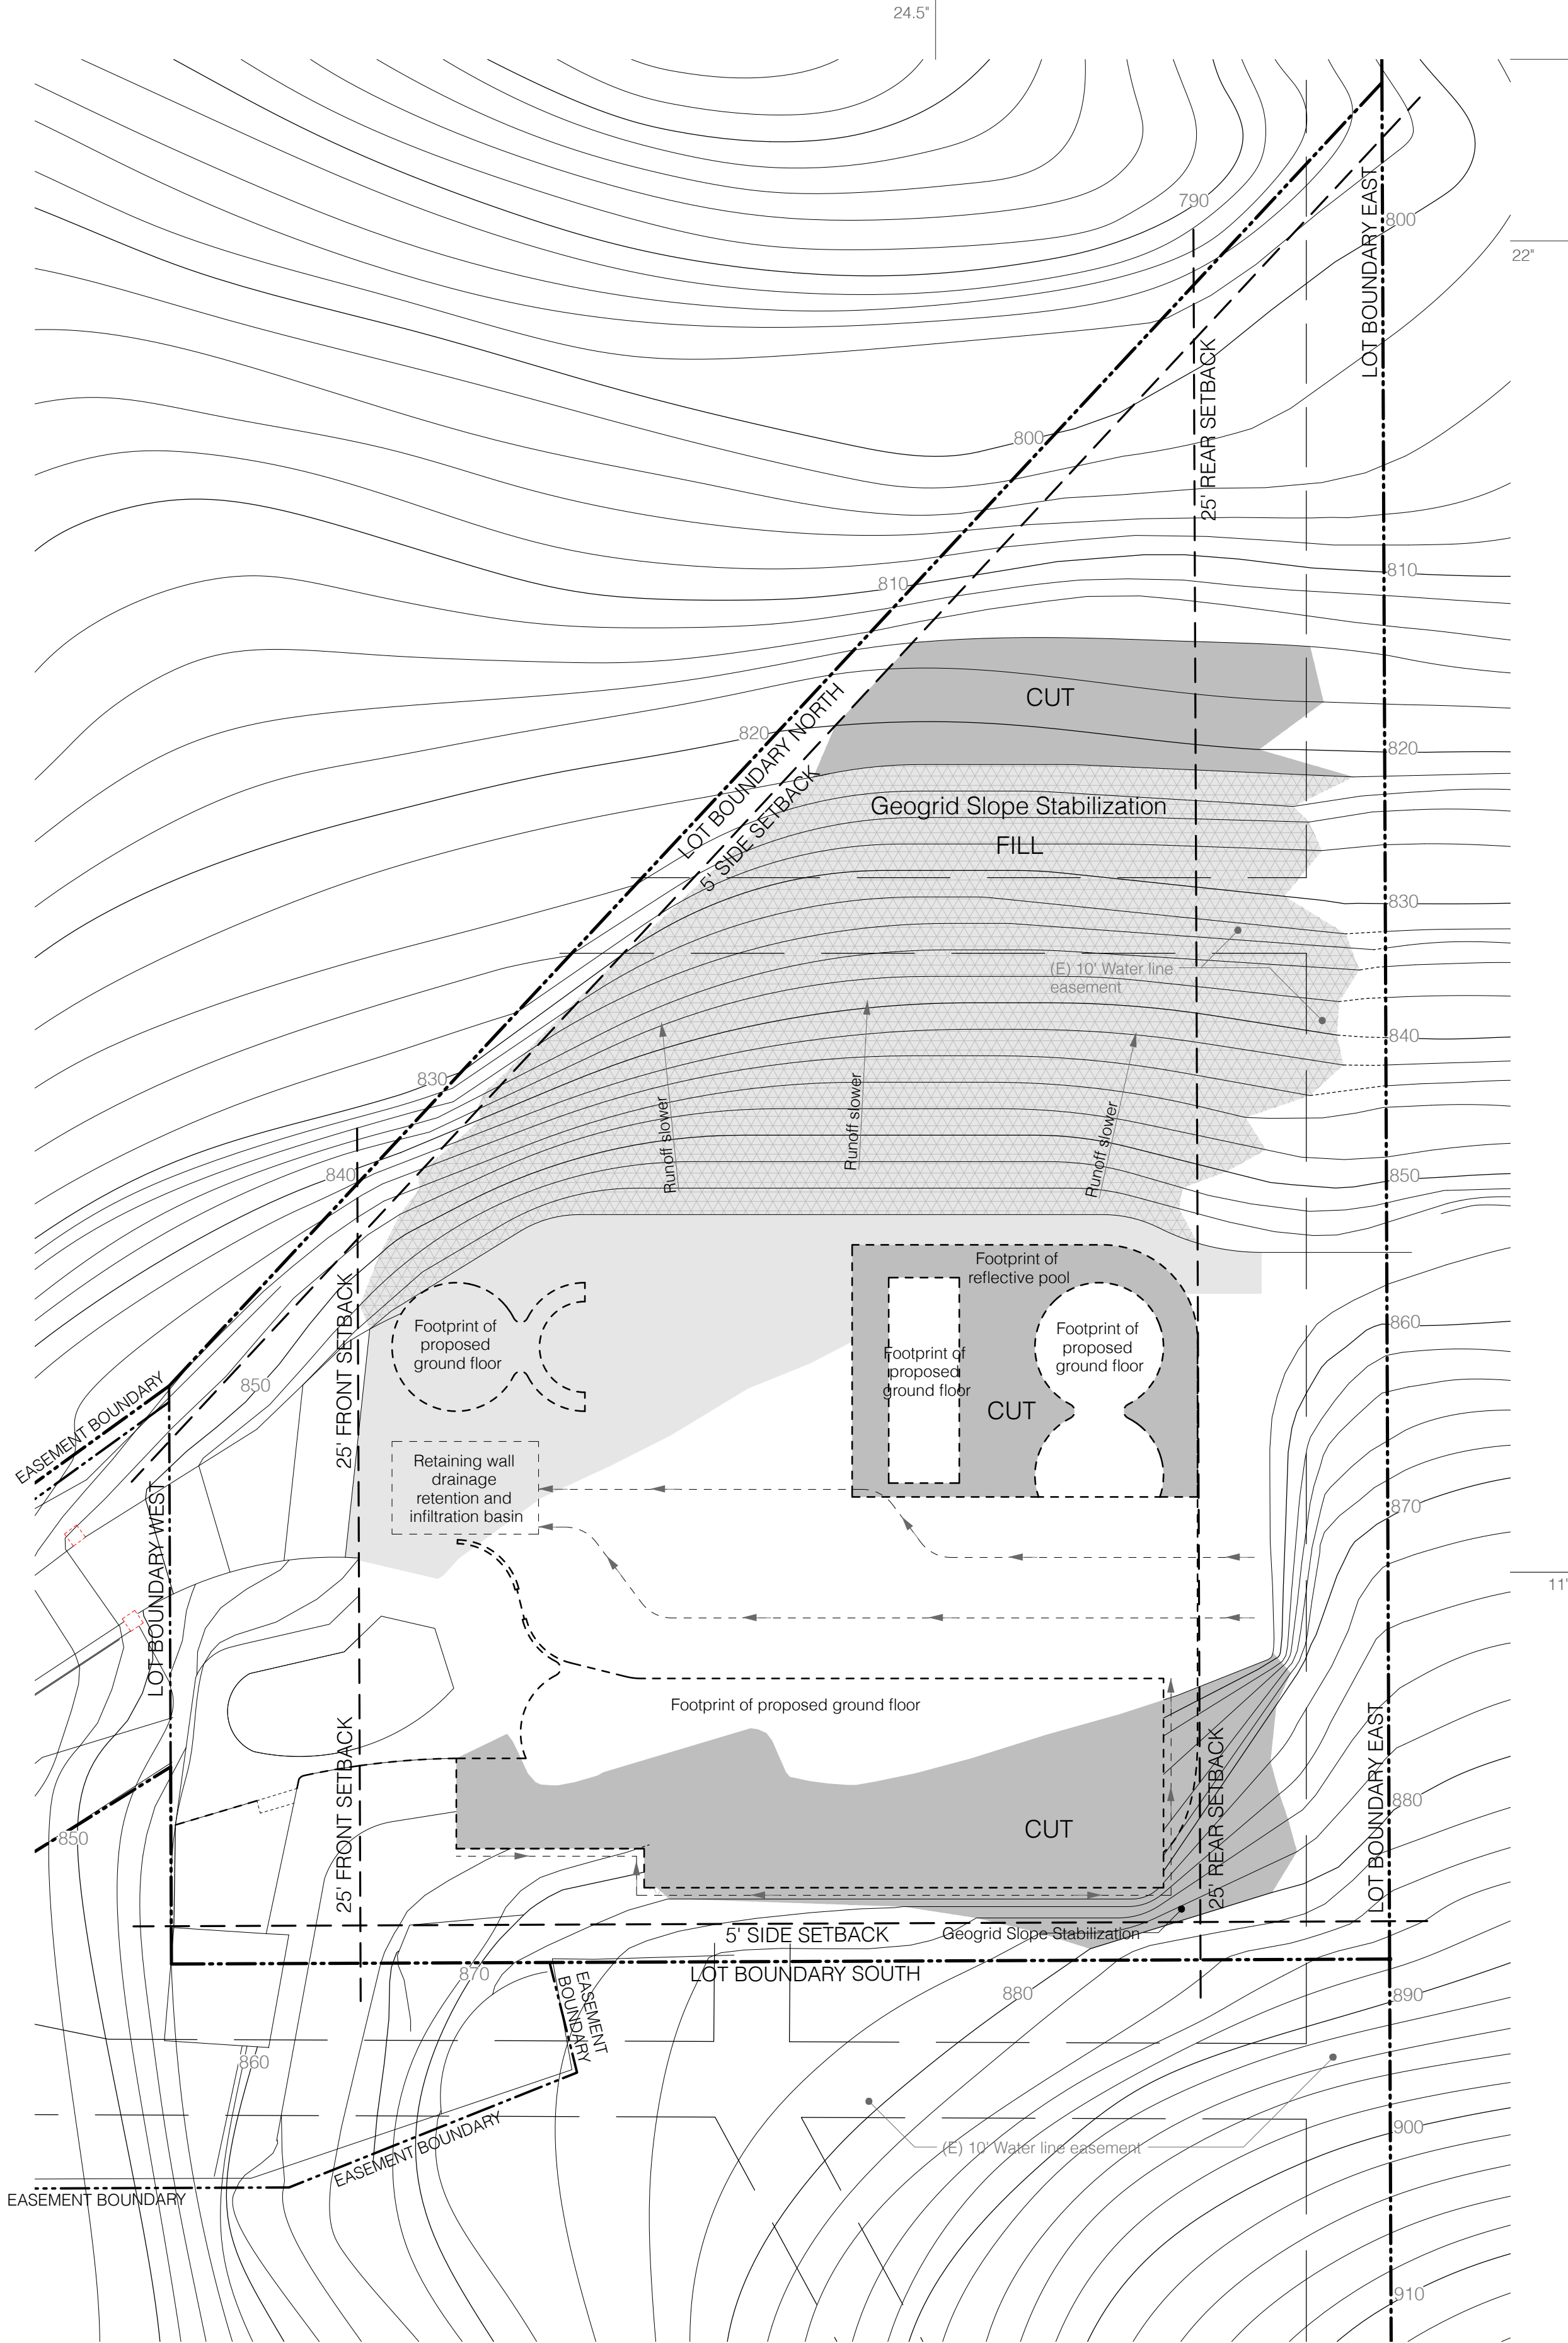 24.5"
790
800
LOT BOUNDARY EAST
22"
25' REAR SETBACK
800
810
810
CUT
820
820
LOT BOUNDARY NORTH
5' SIDE SETBACK
Geogrid Slope Stabilization
FILL
830
(E) 10' Water line
easement
840
830
Runoff slower
Runoff slower
Runoff slower
840
850
Footprint of
reflective pool
25' FRONT SETBACK
Footprint of
proposed
ground floor
Footprint of
proposed
ground floor
Footprint of
proposed
ground floor
860
850
EASEMENT BOUNDARY
CUT
Retaining wall
drainage
retention and
infiltration basin
870
LOT BOUNDARY WEST
11'
Footprint of proposed ground floor
25' FRONT SETBACK
25' REAR SETBACK
LOT BOUNDARY EAST
880
CUT
850
5' SIDE SETBACK
Geogrid Slope Stabilization
870
LOT BOUNDARY SOUTH
EASEMENT
BOUNDARY
880
890
860
900
EASEMENT BOUNDARY
(E) 10' Water line easement
EASEMENT BOUNDARY
910